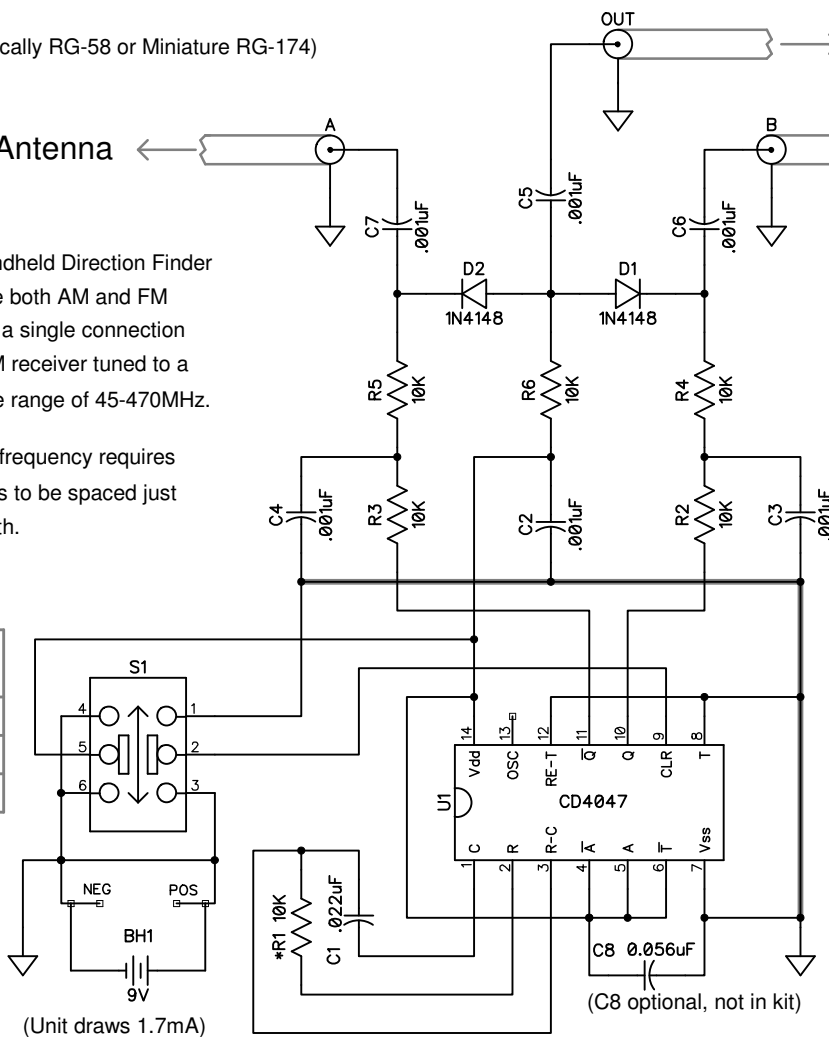 OUT
cally RG-58 or Miniature RG-174)
A
B
Antenna
C5
.001uF
C7
.001uF
C6
.001uF
ndheld Direction Finder
e both AM and FM
a single connection
M receiver tuned to a
e range of 45-470MHz.
D2
1N4148
D1
1N4148
R5
10K
R6
10K
R4
10K
frequency requires
s to be spaced just
th.
C4
.001uF
R3
10K
C2
.001uF
R2
10K
C3
.001uF
S1
4
1
5
2
6
3
14
13
12
11
10
9
8
Vdd
OSC
RE-T
Q
Q
CLR
T
U1
CD4047
C
R
R-C
A
A
T
Vss
1
2
3
4
5
6
7
NEG
POS
BH1
9V
*R1 10K
C1 .022uF
C8 0.056uF
(C8 optional, not in kit)
(Unit draws 1.7mA)